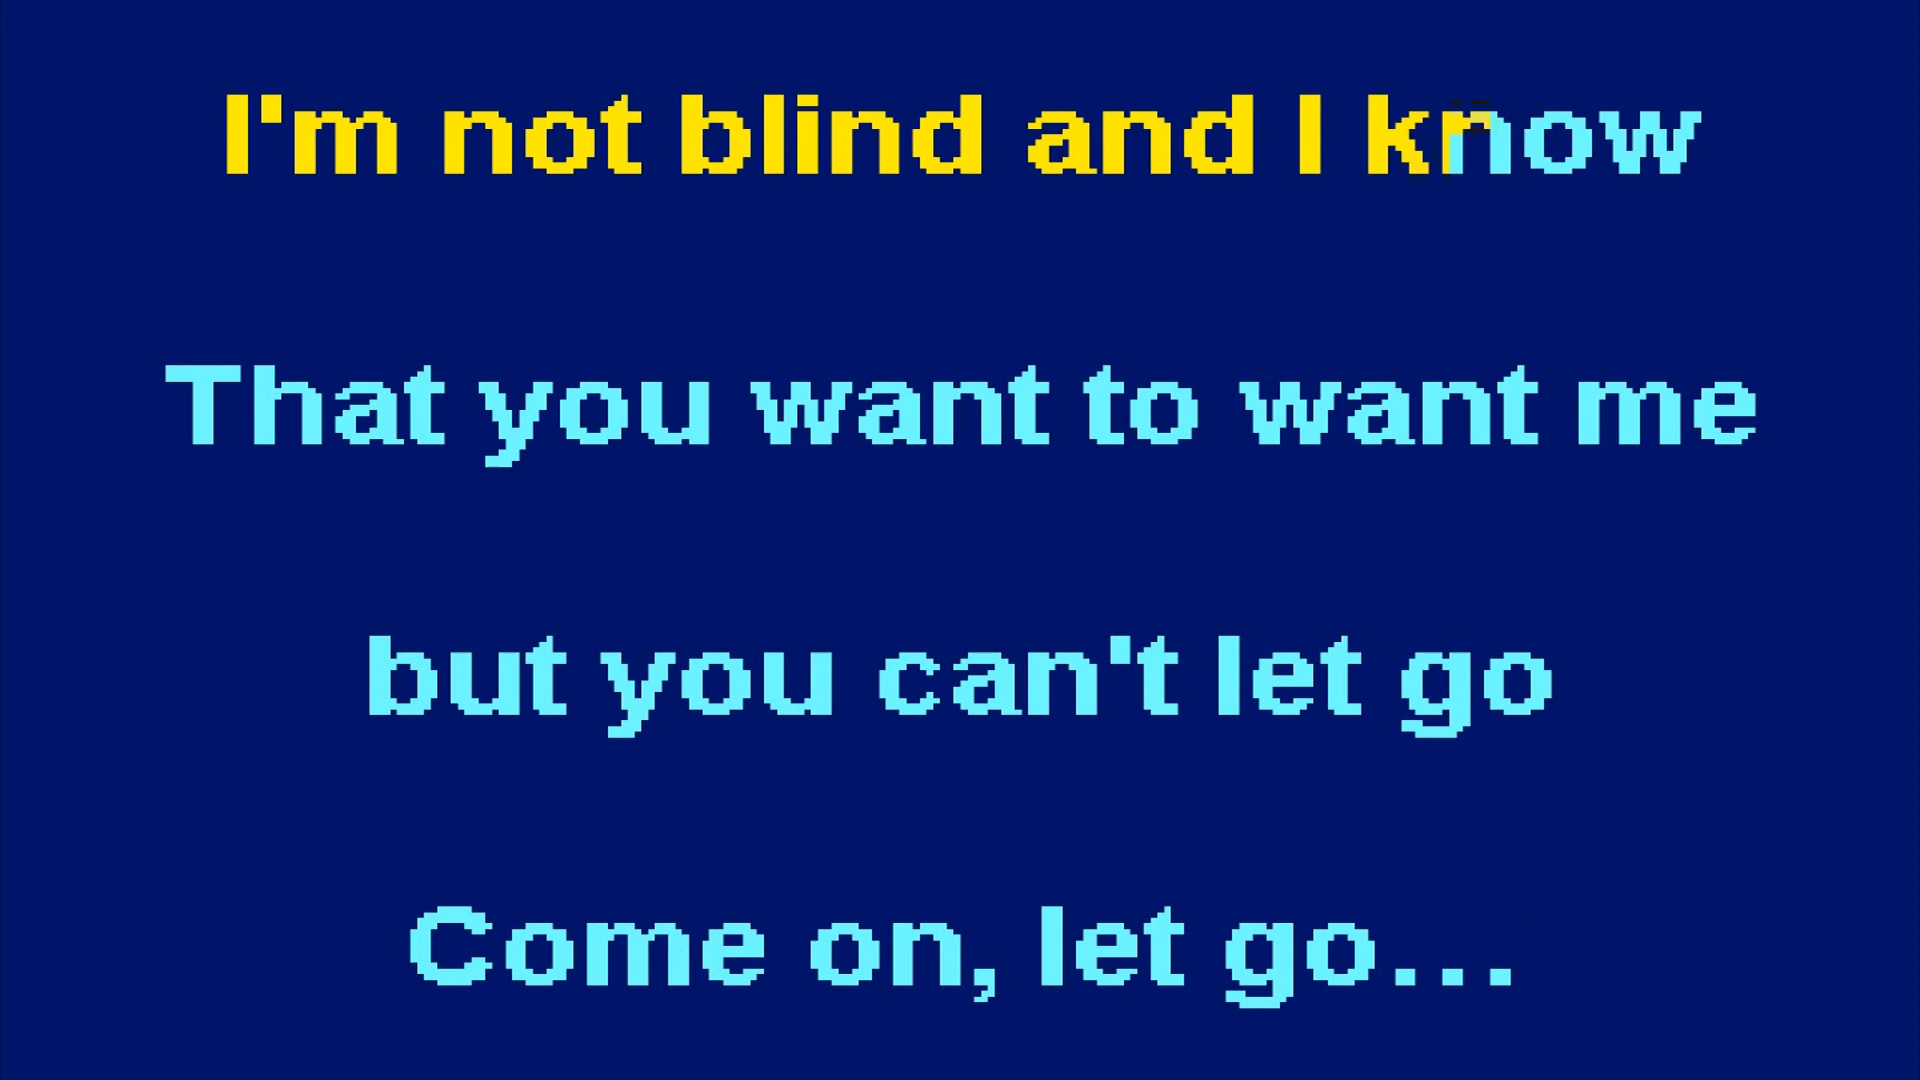 I'm not blind and I know
That you want to want me
but you can't let go
Come on, let go...